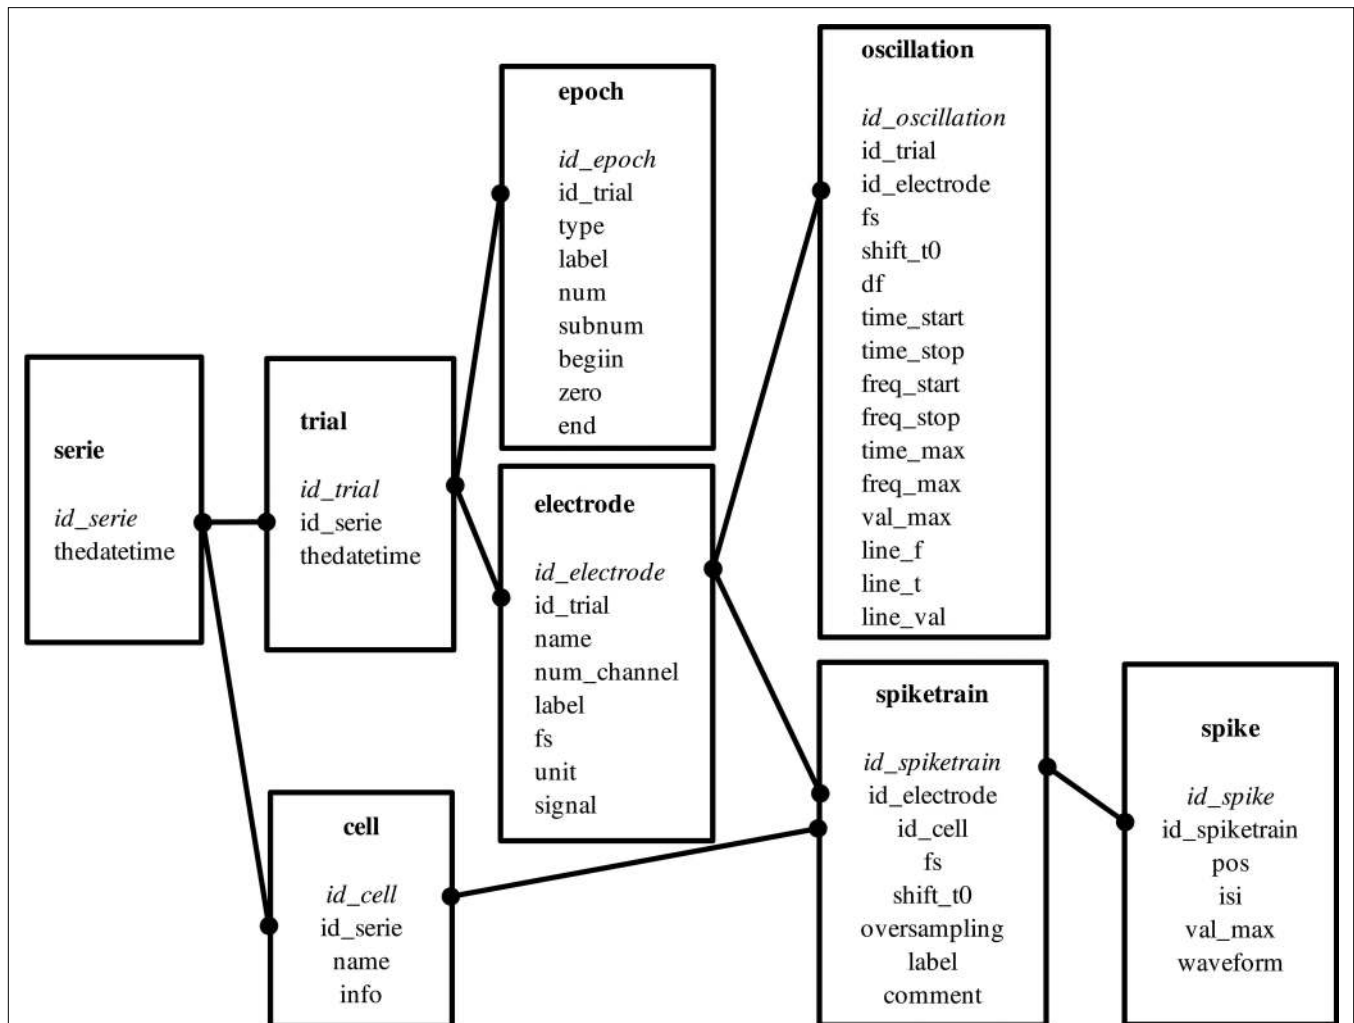 serie
id_serie
thedatetime
trial
id_trial
id_serie
thedatetime
epoch
id_epoch
id_trial
type
label
num
subnum
begiin
zero
end
electrode
id_electrode
id_trial
name
num_channel
label
fs
unit
signal
cell
id_cell
id_serie
name
info
oscillation
id_oscillation
id_trial
id_electrode
fs
shift_t0
df
time_start
time_stop
freq_start
freq_stop
time_max
freq_max
val_max
line_f
line_t
line_val
spiketrain
id_spiketrain
id_electrode
id_cell
fs
shift_t0
oversampling
label
comment
spike
id_spike
id_spiketrain
pos
isi
val_max
waveform